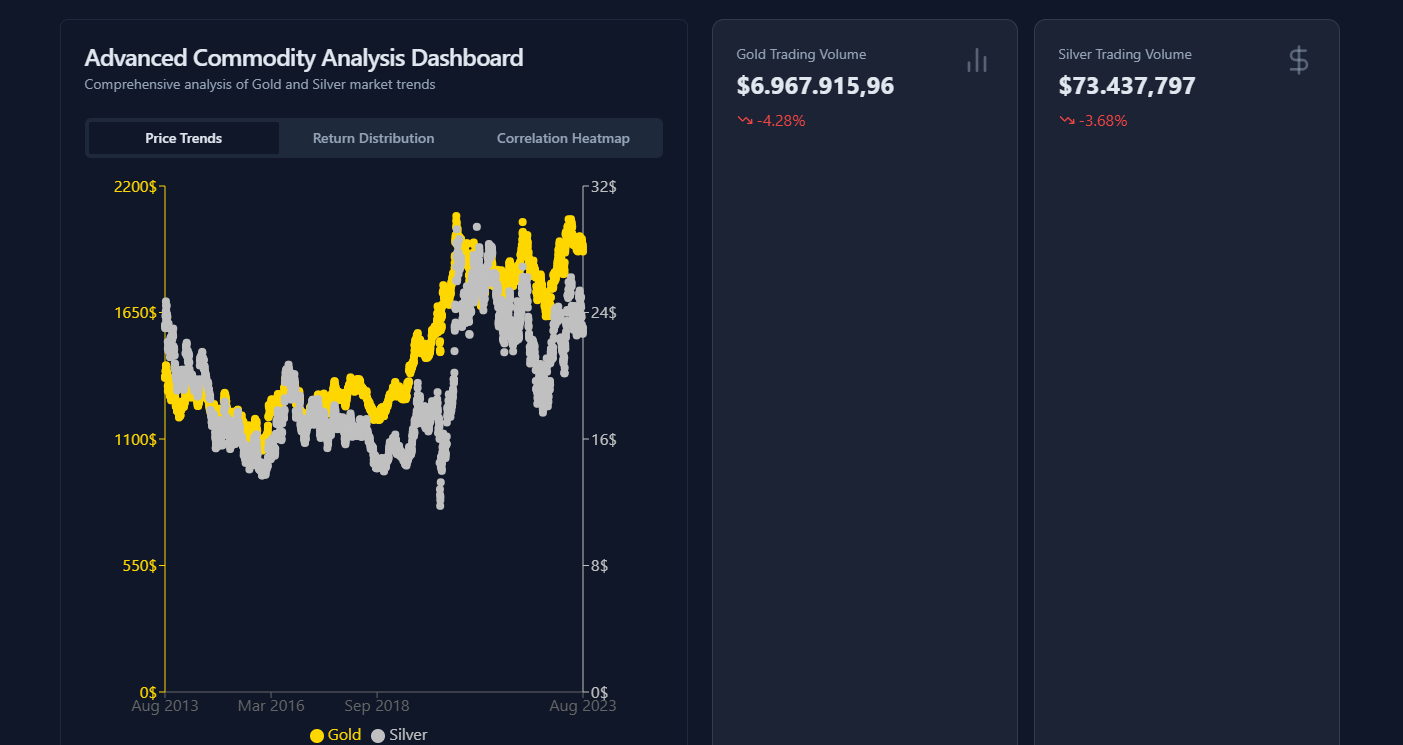 Advanced Commodity Analysis Dashboard
Comprehensive analysis of Gold and Silver market trends
Price Trends
Return Distribution
Correlation Heatmap
2200$
1650$
1100$
550$
0$
32$
24$
16$
8$
0$
Aug 2013
Mar 2016
Sep 2018
Aug 2023
Gold
Silver
Gold Trading Volume
$6.967.915,96
-4.28%
Silver Trading Volume
$73.437,797
-3.68%